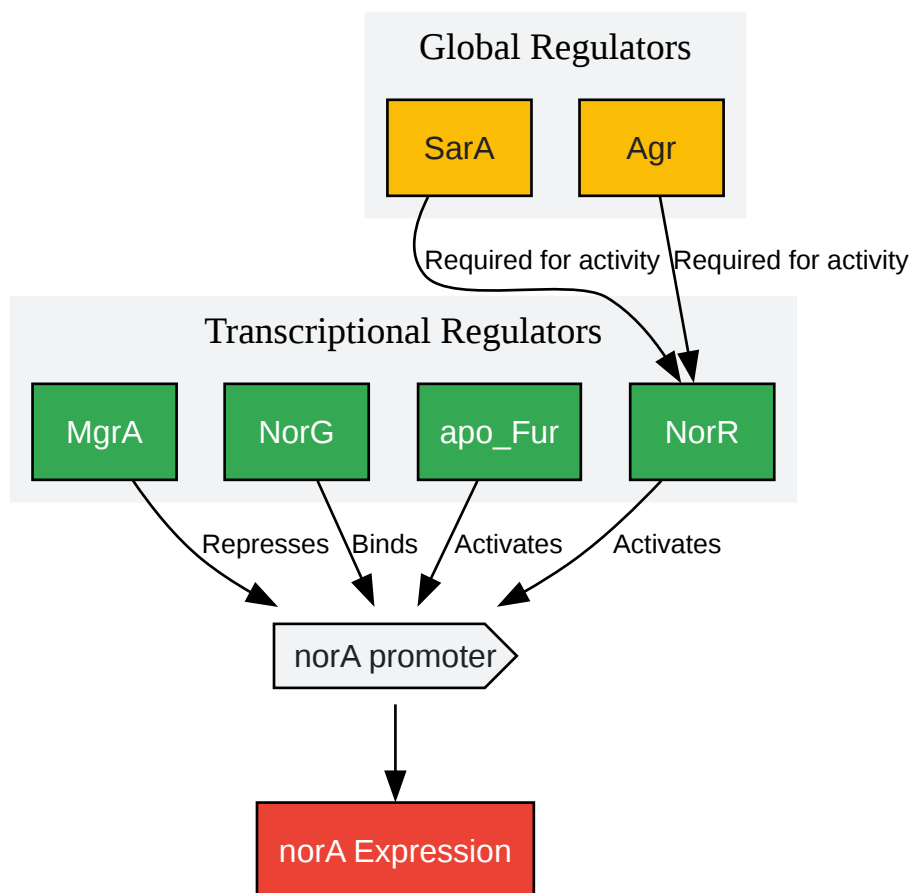 Global Regulators
SarA
Agr
Required for activity
Required for activity
Transcriptional Regulators
MgrA
NorG
apo_Fur
NorR
Represses
Binds
Activates
Activates
norA promoter
norA Expression